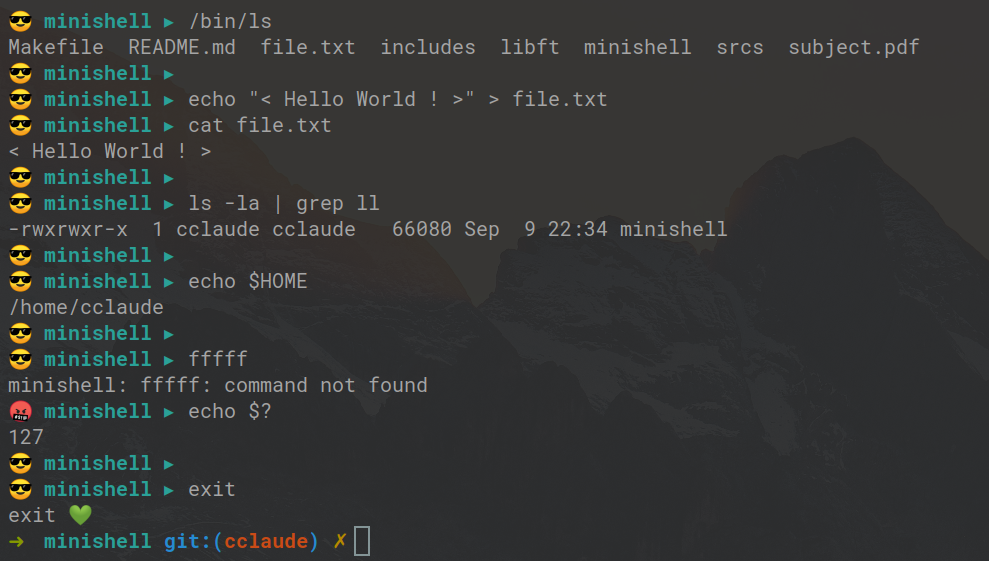 😎 minishell ▸ /bin/ls
Makefile  README.md  file.txt  includes  libft  minishell  srcs  subject.pdf
😎 minishell ▸
😎 minishell ▸ echo "< Hello World ! >" > file.txt
😎 minishell ▸ cat file.txt
< Hello World ! >
😎 minishell ▸
😎 minishell ▸ ls -la | grep ll
-rwxrwxr-x  1 cclaude cclaude   66080 Sep  9 22:34 minishell
😎 minishell ▸
😎 minishell ▸ echo $HOME
/home/cclaude
😎 minishell ▸
😎 minishell ▸ fffff
minishell: fffff: command not found
🤬 minishell ▸ echo $?
127
😎 minishell ▸
😎 minishell ▸ exit
exit 💚
➜  minishell git:(cclaude) ✗